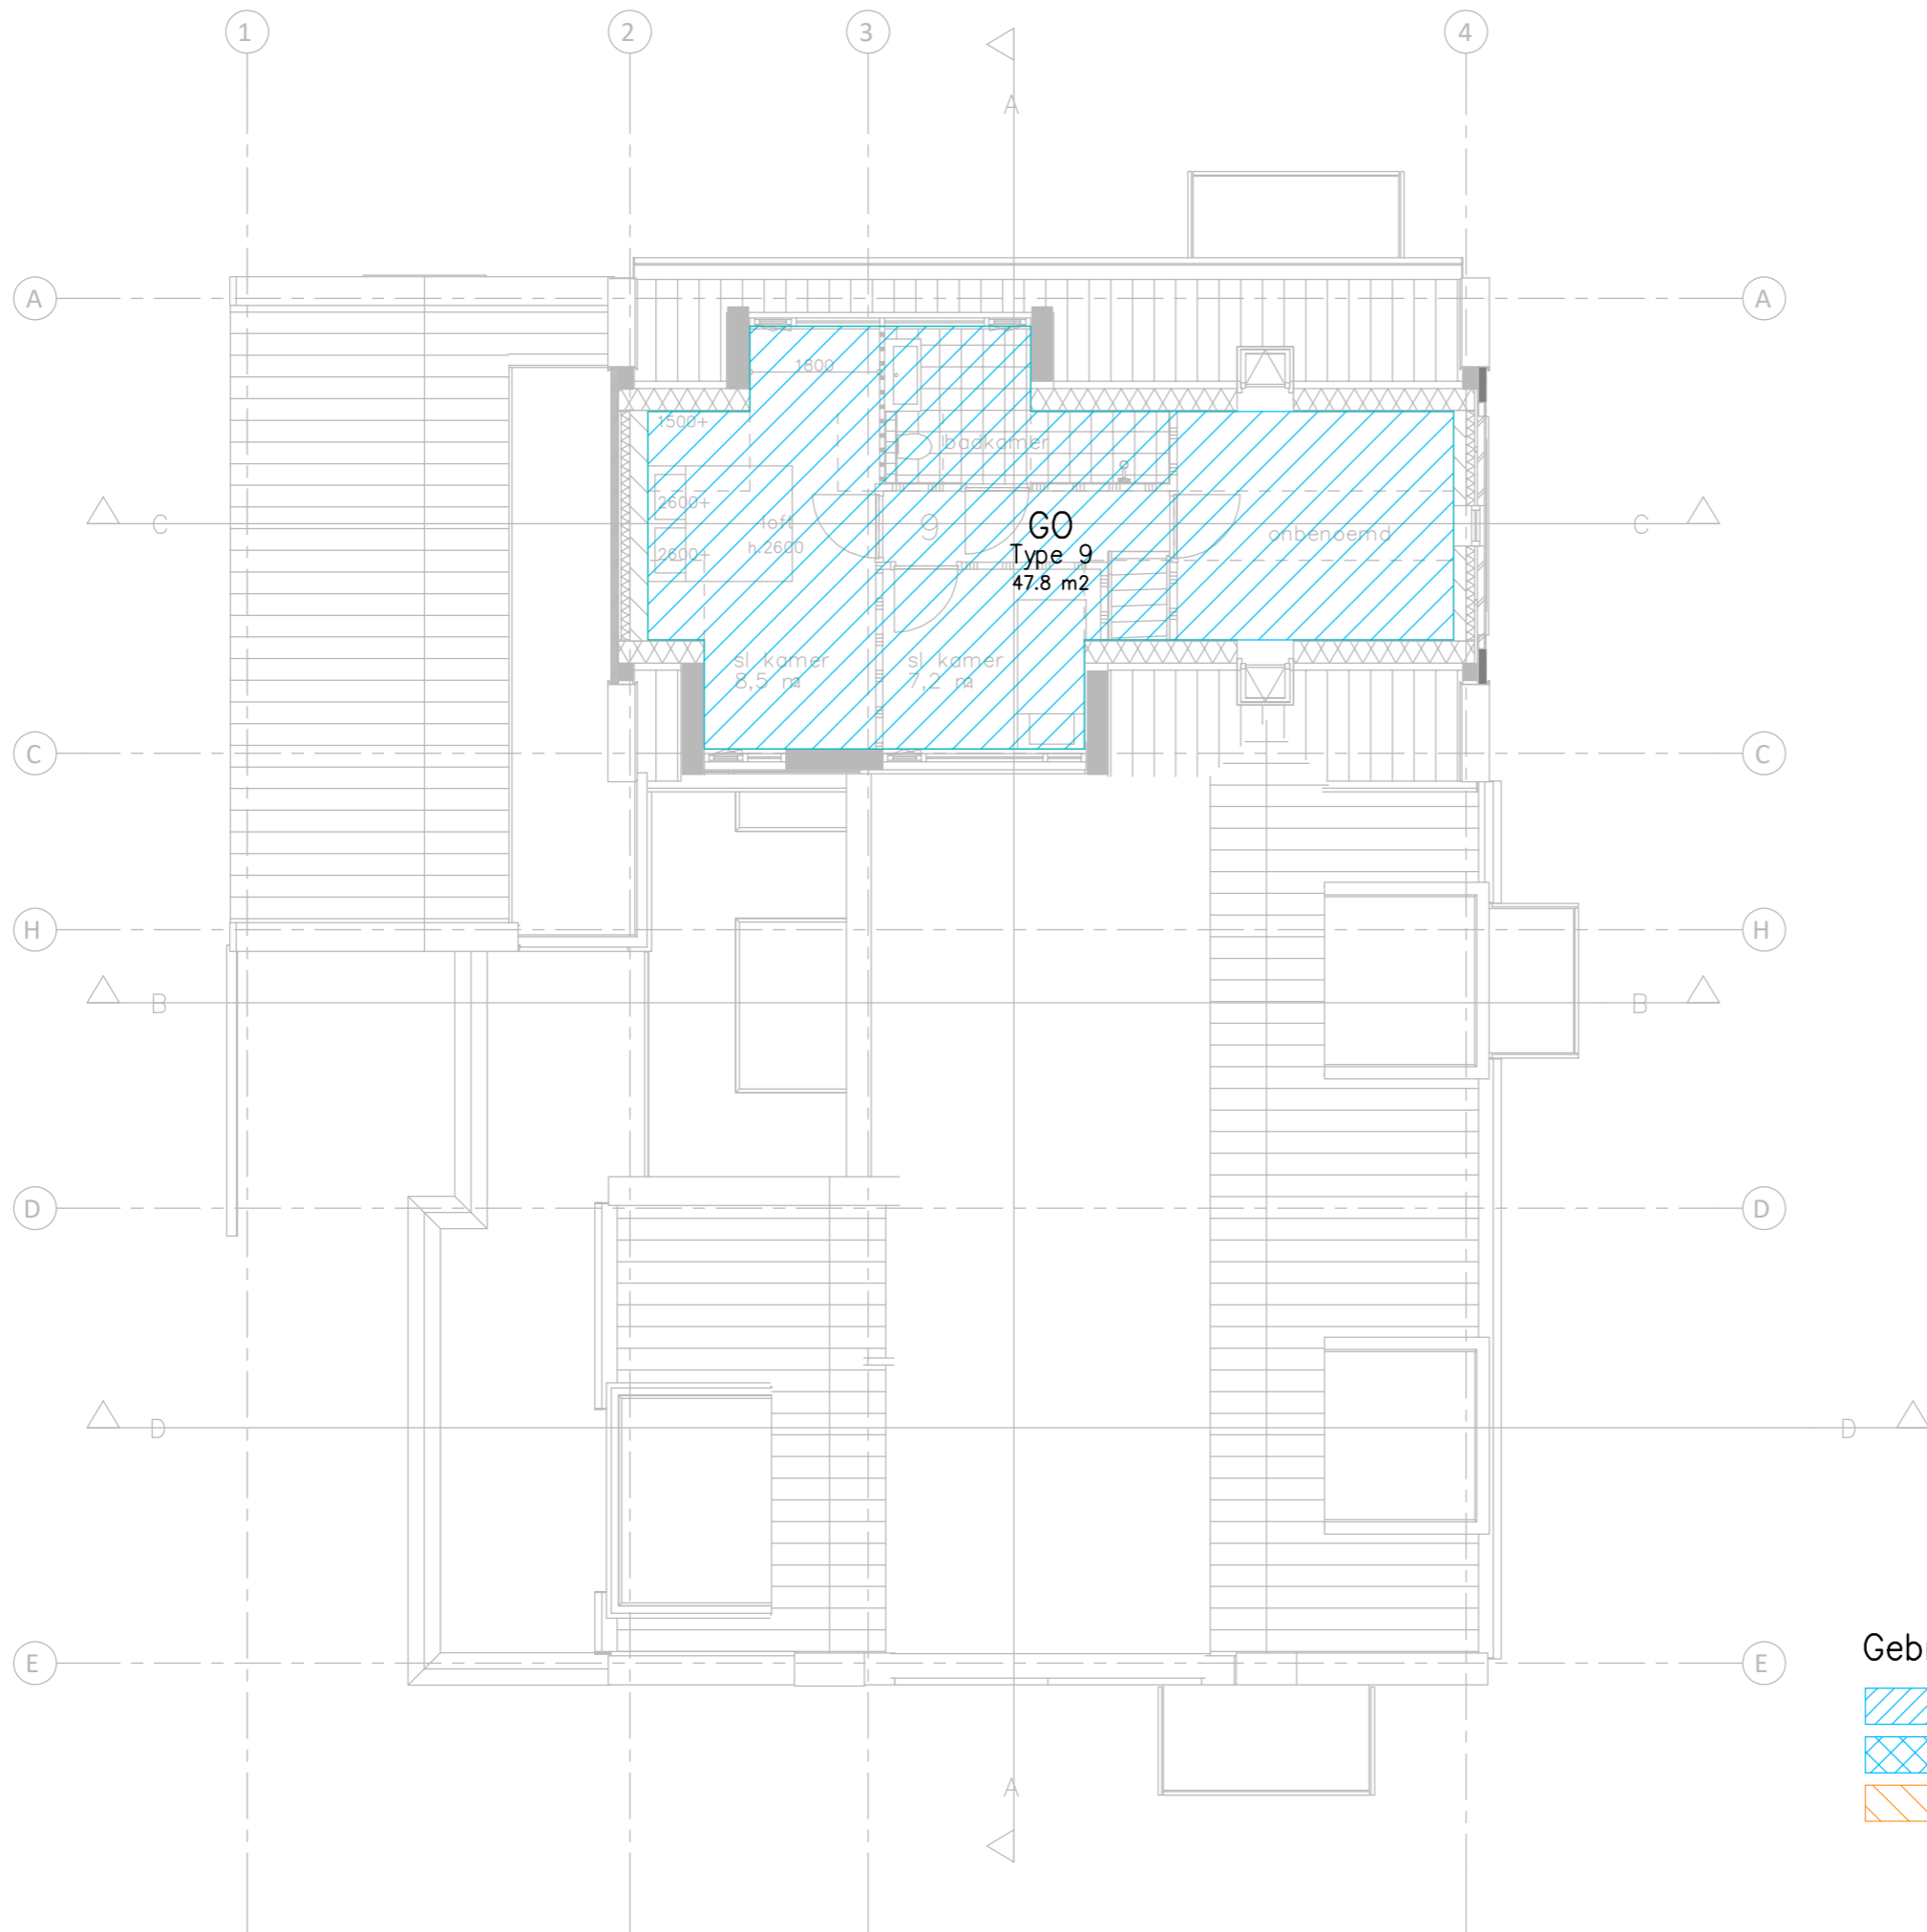 1 2 3 4
A
A A
1800
1500+
badkamer
2600+
loft
h.2600
2600+
9
GO
Type 9
47.8 m2
onbenoemd
C C
sl. kamer
8,5 m
sl. kamer
7,2 m
C C
H H
B B
D D
D D
E E
A